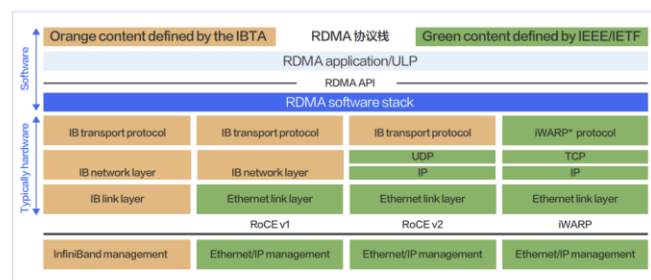 Orange content defined by the IBTA RDMA 协议栈 Green content defined by IEEE/IETF
Software
RDMA application/ULP
RDMA API
RDMA software stack
Typically hardware
IB transport protocol IB transport protocol IB transport protocol iWARP* protocol
UDP TCP
IB network layer IB network layer IP IP
IB link layer Ethernet link layer Ethernet link layer Ethernet link layer
RoCE v1 RoCE v2 iWARP
InfiniBand management Ethernet/IP management Ethernet/IP management Ethernet/IP management